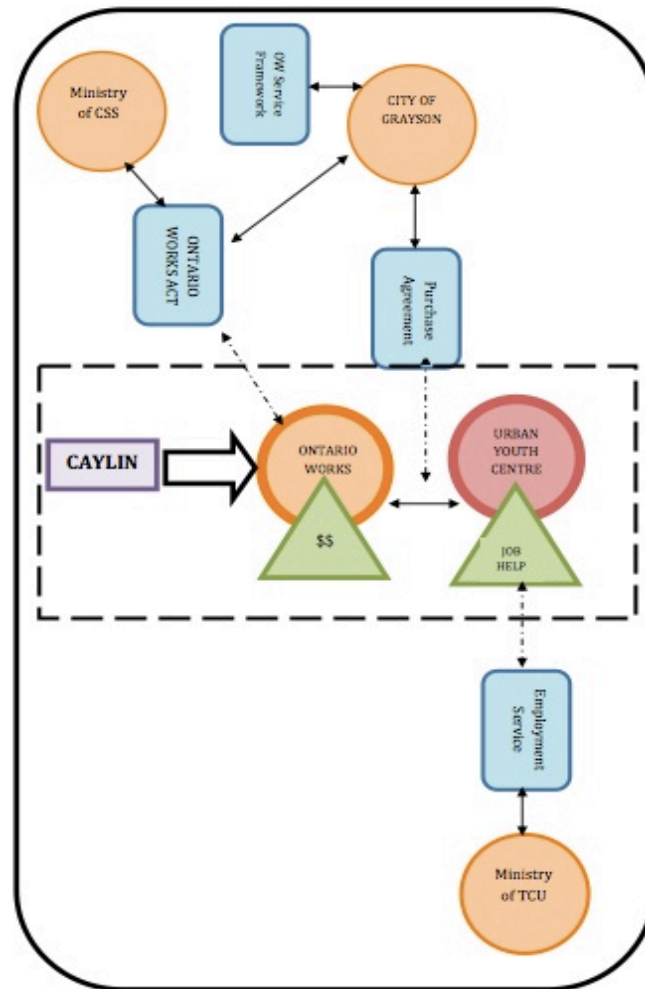 Ministry
of CSS
OW Service
Framework
CITY OF
GRAYSON
ONTARIO
WORKS ACT
Purchase
Agreement
CAYLIN
ONTARIO
WORKS
$$
URBAN
YOUTH
CENTRE
JOB
HELP
Employment
Service
Ministry
of TCU